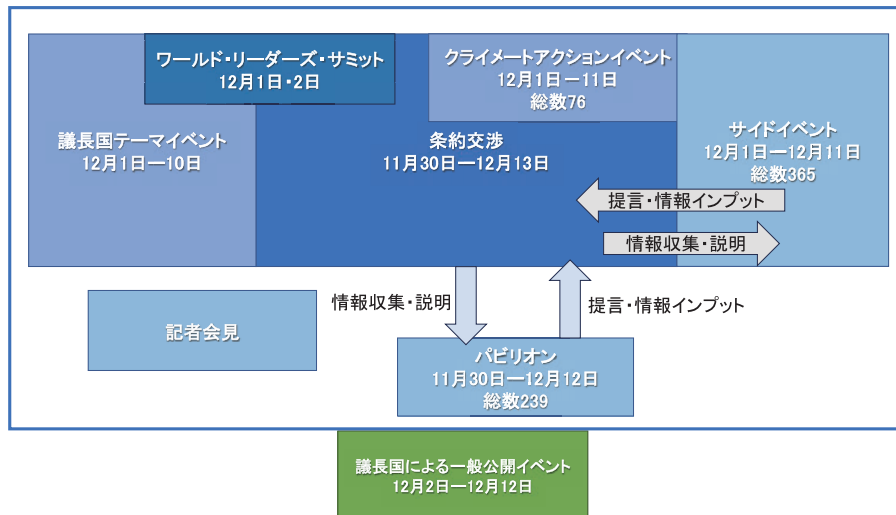 ワールド・リーダーズ・サミット
12月1日・2日
クライメートアクションイベント
12月1日ー11日
総数76
議長国テーマイベント
12月1日ー10日
条約交渉
11月30日ー12月13日
サイドイベント
12月1日ー12月11日
総数365
提言・情報インプット
情報収集・説明
情報収集・説明
提言・情報インプット
記者会見
パビリオン
11月30日ー12月12日
総数239
議長国による一般公開イベント
12月2日ー12月12日